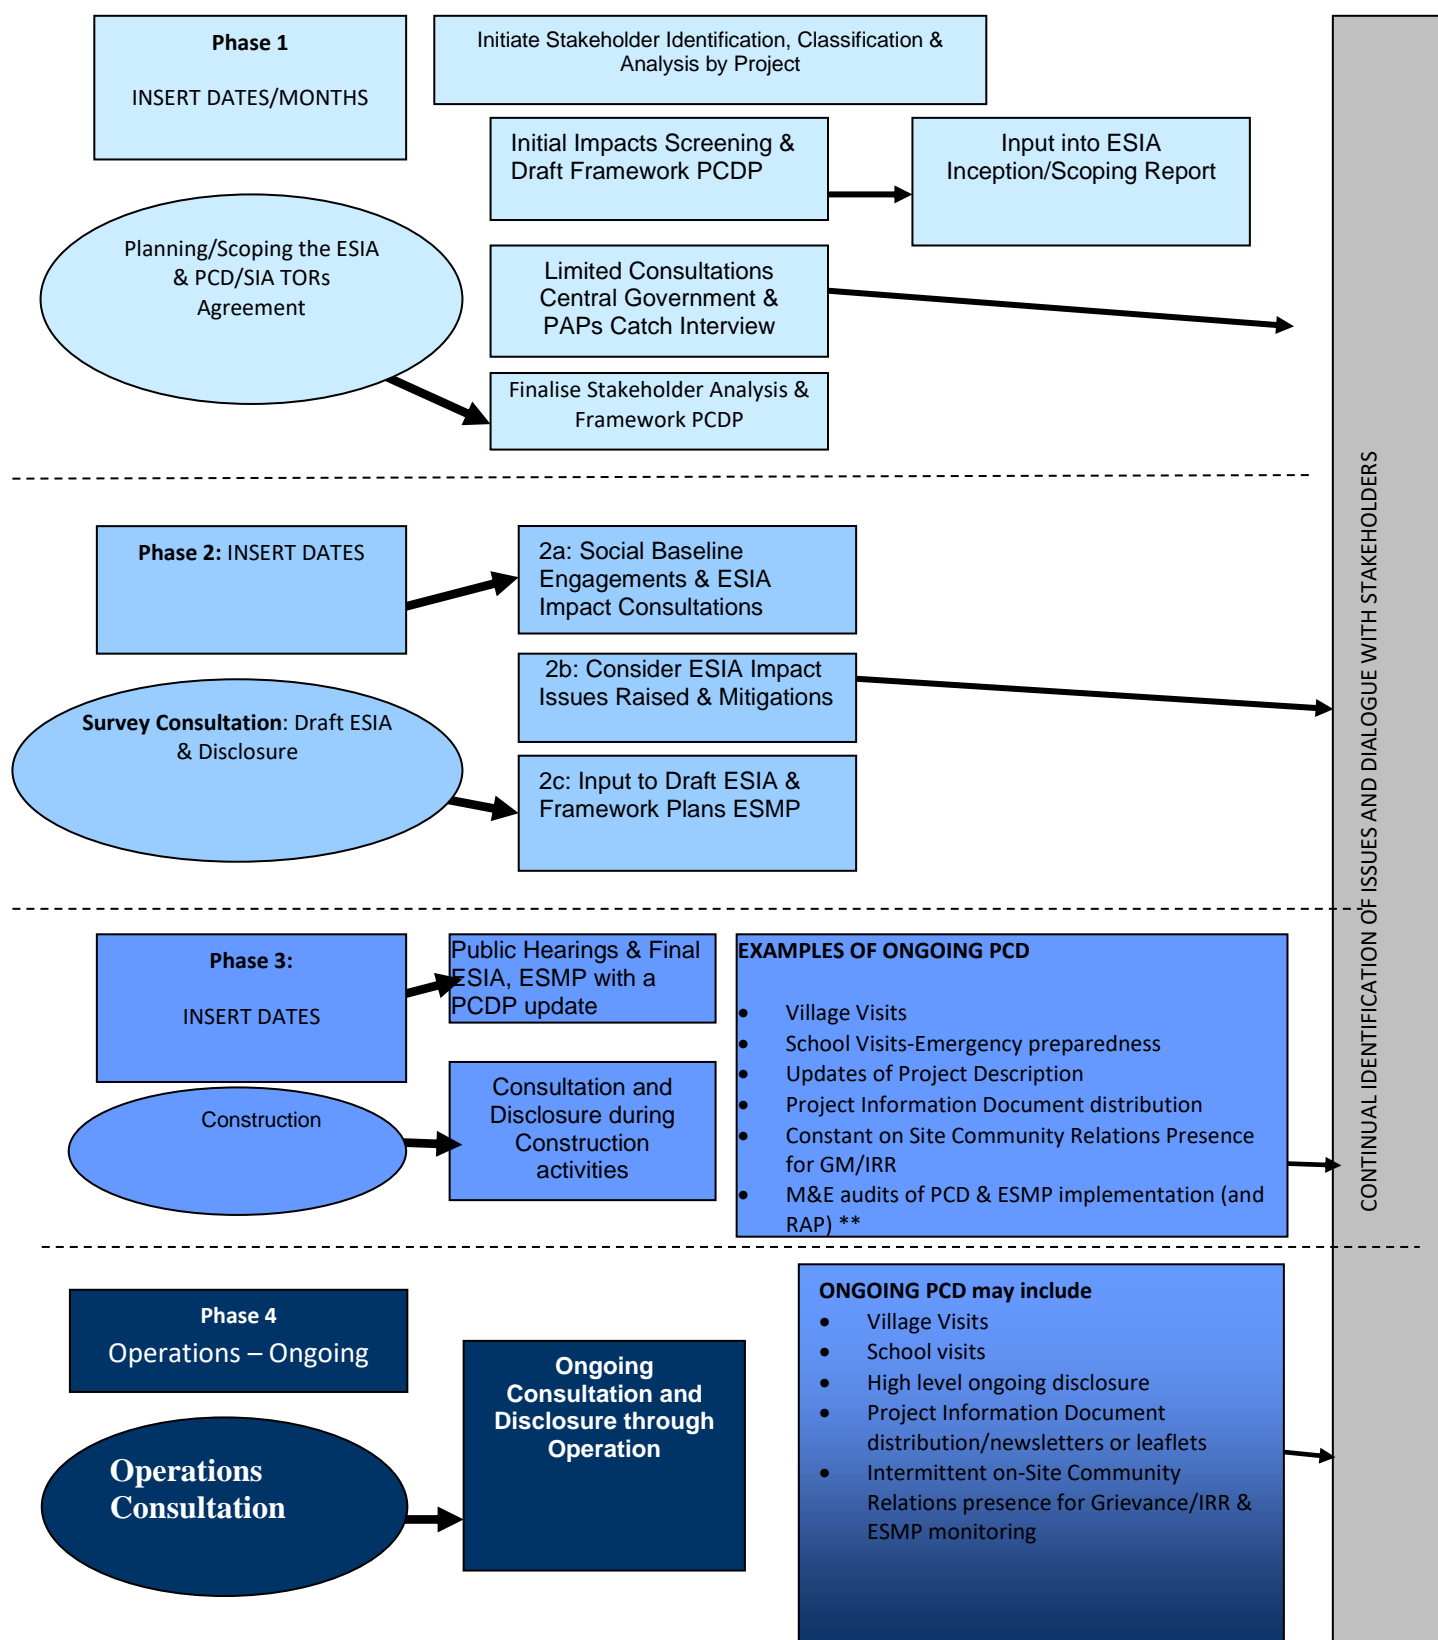 Phase 1
INSERT DATES/MONTHS
Initiate Stakeholder Identification, Classification &
Analysis by Project
Initial Impacts Screening &
Draft Framework PCDP
Input into ESIA
Inception/Scoping Report
Planning/Scoping the ESIA
& PCD/SIA TORs
Agreement
Limited Consultations
Central Government &
PAPs Catch Interview
Finalise Stakeholder Analysis &
Framework PCDP
Phase 2: INSERT DATES
2a: Social Baseline
Engagements & ESIA
Impact Consultations
2b: Consider ESIA Impact
Issues Raised & Mitigations
Survey Consultation: Draft ESIA
& Disclosure
2c: Input to Draft ESIA &
Framework Plans ESMP
Phase 3:
INSERT DATES
Public Hearings & Final
ESIA, ESMP with a
PCDP update
Construction
Consultation and
Disclosure during
Construction
activities
EXAMPLES OF ONGOING PCD
• Village Visits
• School Visits-Emergency preparedness
• Updates of Project Description
• Project Information Document distribution
• Constant on Site Community Relations Presence
for GM/IRR
• M&E audits of PCD & ESMP implementation (and
RAP) **
Phase 4
Operations – Ongoing
Operations
Consultation
Ongoing
Consultation and
Disclosure through
Operation
ONGOING PCD may include
• Village Visits
• School visits
• High level ongoing disclosure
• Project Information Document
distribution/newsletters or leaflets
• Intermittent on-Site Community
Relations presence for Grievance/IRR &
ESMP monitoring
CONTINUAL IDENTIFICATION OF ISSUES AND DIALOGUE WITH STAKEHOLDERS